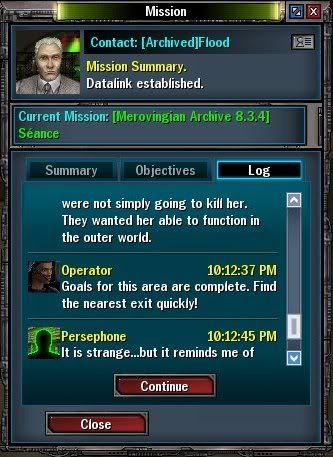 Mission
Contact: [Archived]Flood
Mission Summary.
Datalink established.
Current Mission: [Merovingian Archive 8.3.4]
Séance
Summary
Objectives
Log
were not simply going to kill her.
They wanted her able to function in
the outer world.
Operator 10:12:37 PM
Goals for this area are complete. Find
the nearest exit quickly!
Persephone 10:12:45 PM
It is strange...but it reminds me of
Continue
Close